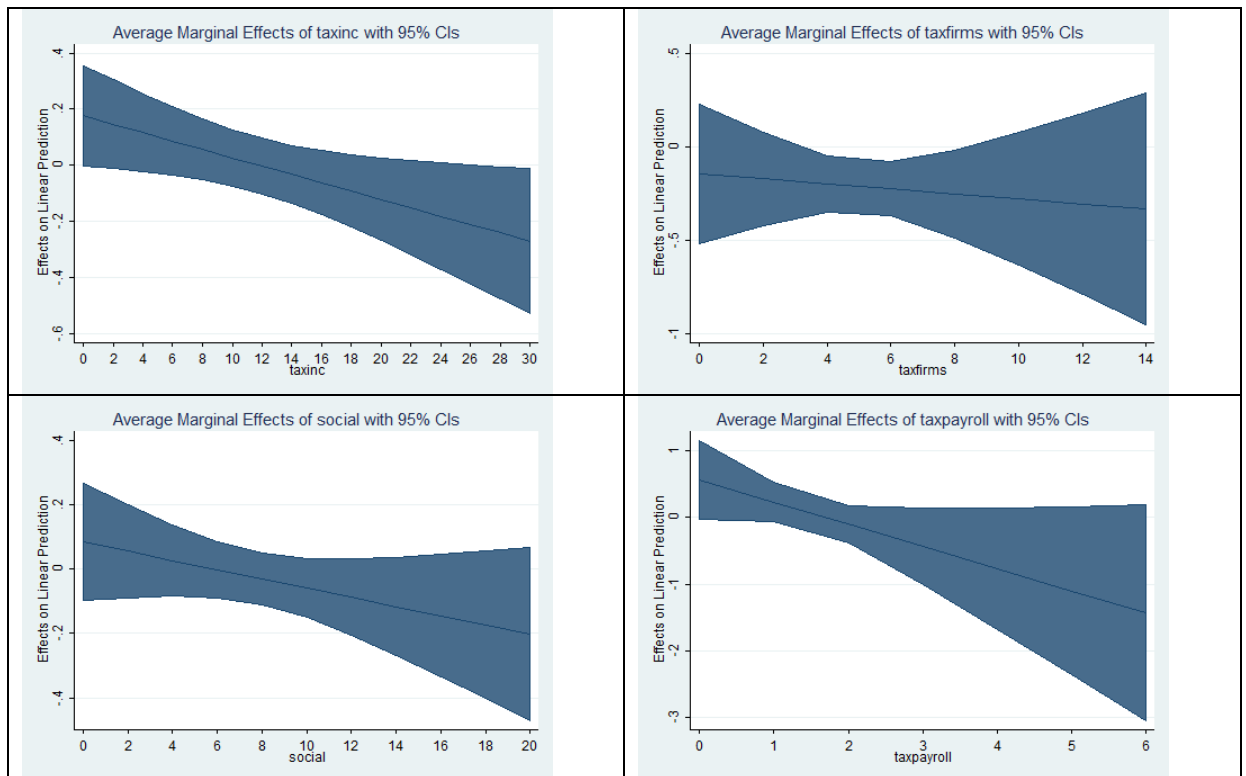 Average Marginal Effects of taxinc with 95% CIs
Effects on Linear Prediction
.4
.2
0
-.2
-.4
-.6
0 2 4 6 8 10 12 14 16 18 20 22 24 26 28 30
taxinc
Average Marginal Effects of taxfirms with 95% CIs
Effects on Linear Prediction
.5
0
-.5
-1
0 2 4 6 8 10 12 14
taxfirms
Average Marginal Effects of social with 95% CIs
Effects on Linear Prediction
.4
.2
0
-.2
-.4
0 2 4 6 8 10 12 14 16 18 20
social
Average Marginal Effects of taxpayroll with 95% CIs
Effects on Linear Prediction
1
0
-1
-2
-3
0 1 2 3 4 5 6
taxpayroll